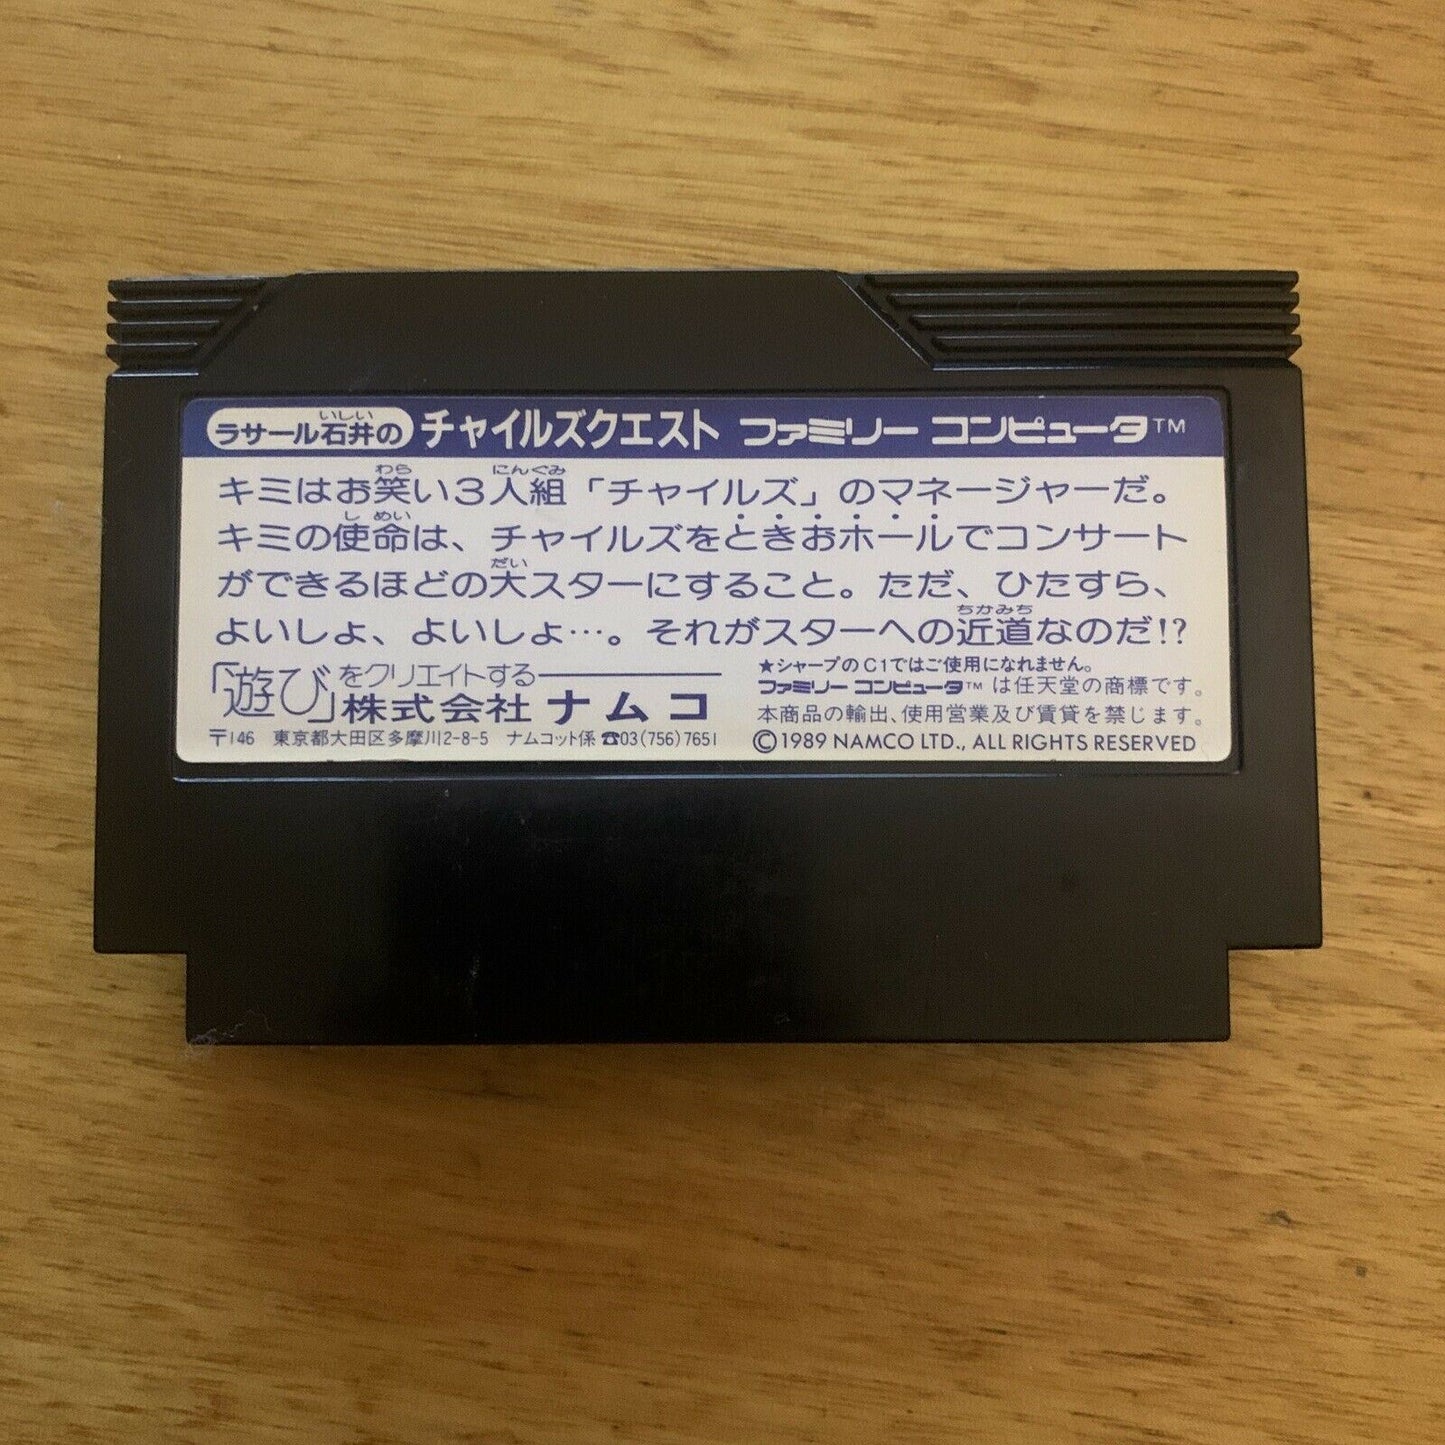 ラサール石井の チャイルズクエスト ファミリー コンピュータ™
キミはお笑い3人組「チャイルズ」のマネージャーだ。
キミの使命は、チャイルズをときおホールでコンサート
ができるほどの大スターにすること。ただ、ひたすら、
よいしょ、よいしょ…。それがスターへの近道なのだ!?
「遊び」をクリエイトする
株式会社ナムコ
〒146 東京都大田区多摩川2-8-5 ナムコット係☎03(756)7651
★シャープのC1ではご使用になれません。
ファミリー コンピュータ™は任天堂の商標です。
本商品の輸出、使用営業及び賃貸を禁じます。
©1989 NAMCO LTD., ALL RIGHTS RESERVED